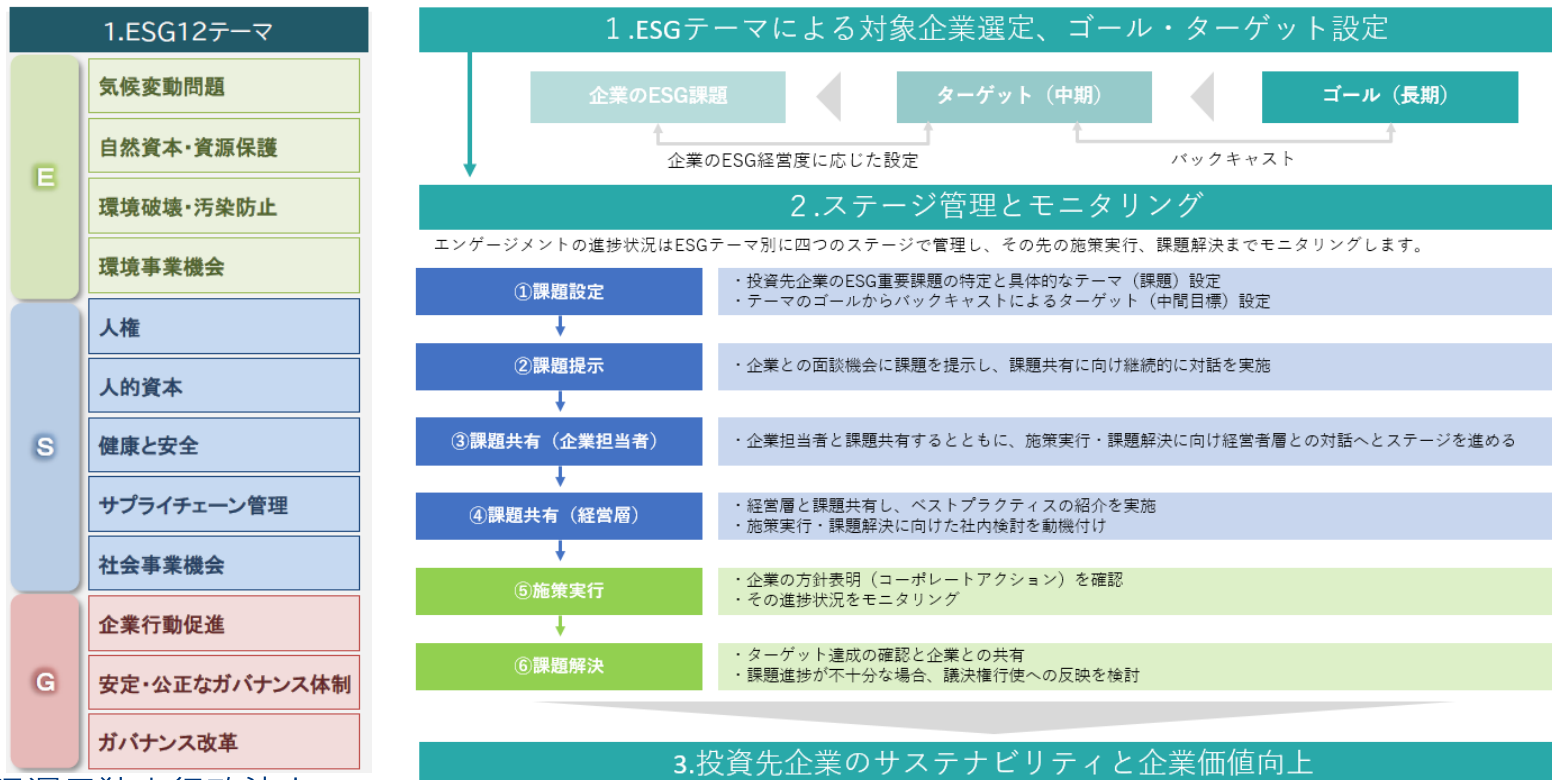 1.ESG12テーマ
E
気候変動問題
自然資本・資源保護
環境破壊・汚染防止
環境事業機会
S
人権
人的資本
健康と安全
サプライチェーン管理
社会事業機会
G
企業行動促進
安定・公正なガバナンス体制
ガバナンス改革
1.ESGテーマによる対象企業選定、ゴール・ターゲット設定
企業のESG課題
ターゲット（中期）
ゴール（長期）
企業のESG経営度に応じた設定
バックキャスト
2.ステージ管理とモニタリング
エンゲージメントの進捗状況はESGテーマ別に四つのステージで管理し、その先の施策実行、課題解決までモニタリングします。
①課題設定
・投資先企業のESG重要課題の特定と具体的なテーマ（課題）設定
・テーマのゴールからバックキャストによるターゲット（中間目標）設定
②課題提示
・企業との面談機会に課題を提示し、課題共有に向け継続的に対話を実施
③課題共有（企業担当者）
・企業担当者と課題共有するとともに、施策実行・課題解決に向け経営者層との対話へとステージを進める
④課題共有（経営層）
・経営層と課題共有し、ベストプラクティスの紹介を実施
・施策実行・課題解決に向けた社内検討を動機付け
⑤施策実行
・企業の方針表明（コーポレートアクション）を確認
・その進捗状況をモニタリング
⑥課題解決
・ターゲット達成の確認と企業との共有
・課題進捗が不十分な場合、議決権行使への反映を検討
3.投資先企業のサステナビリティと企業価値向上